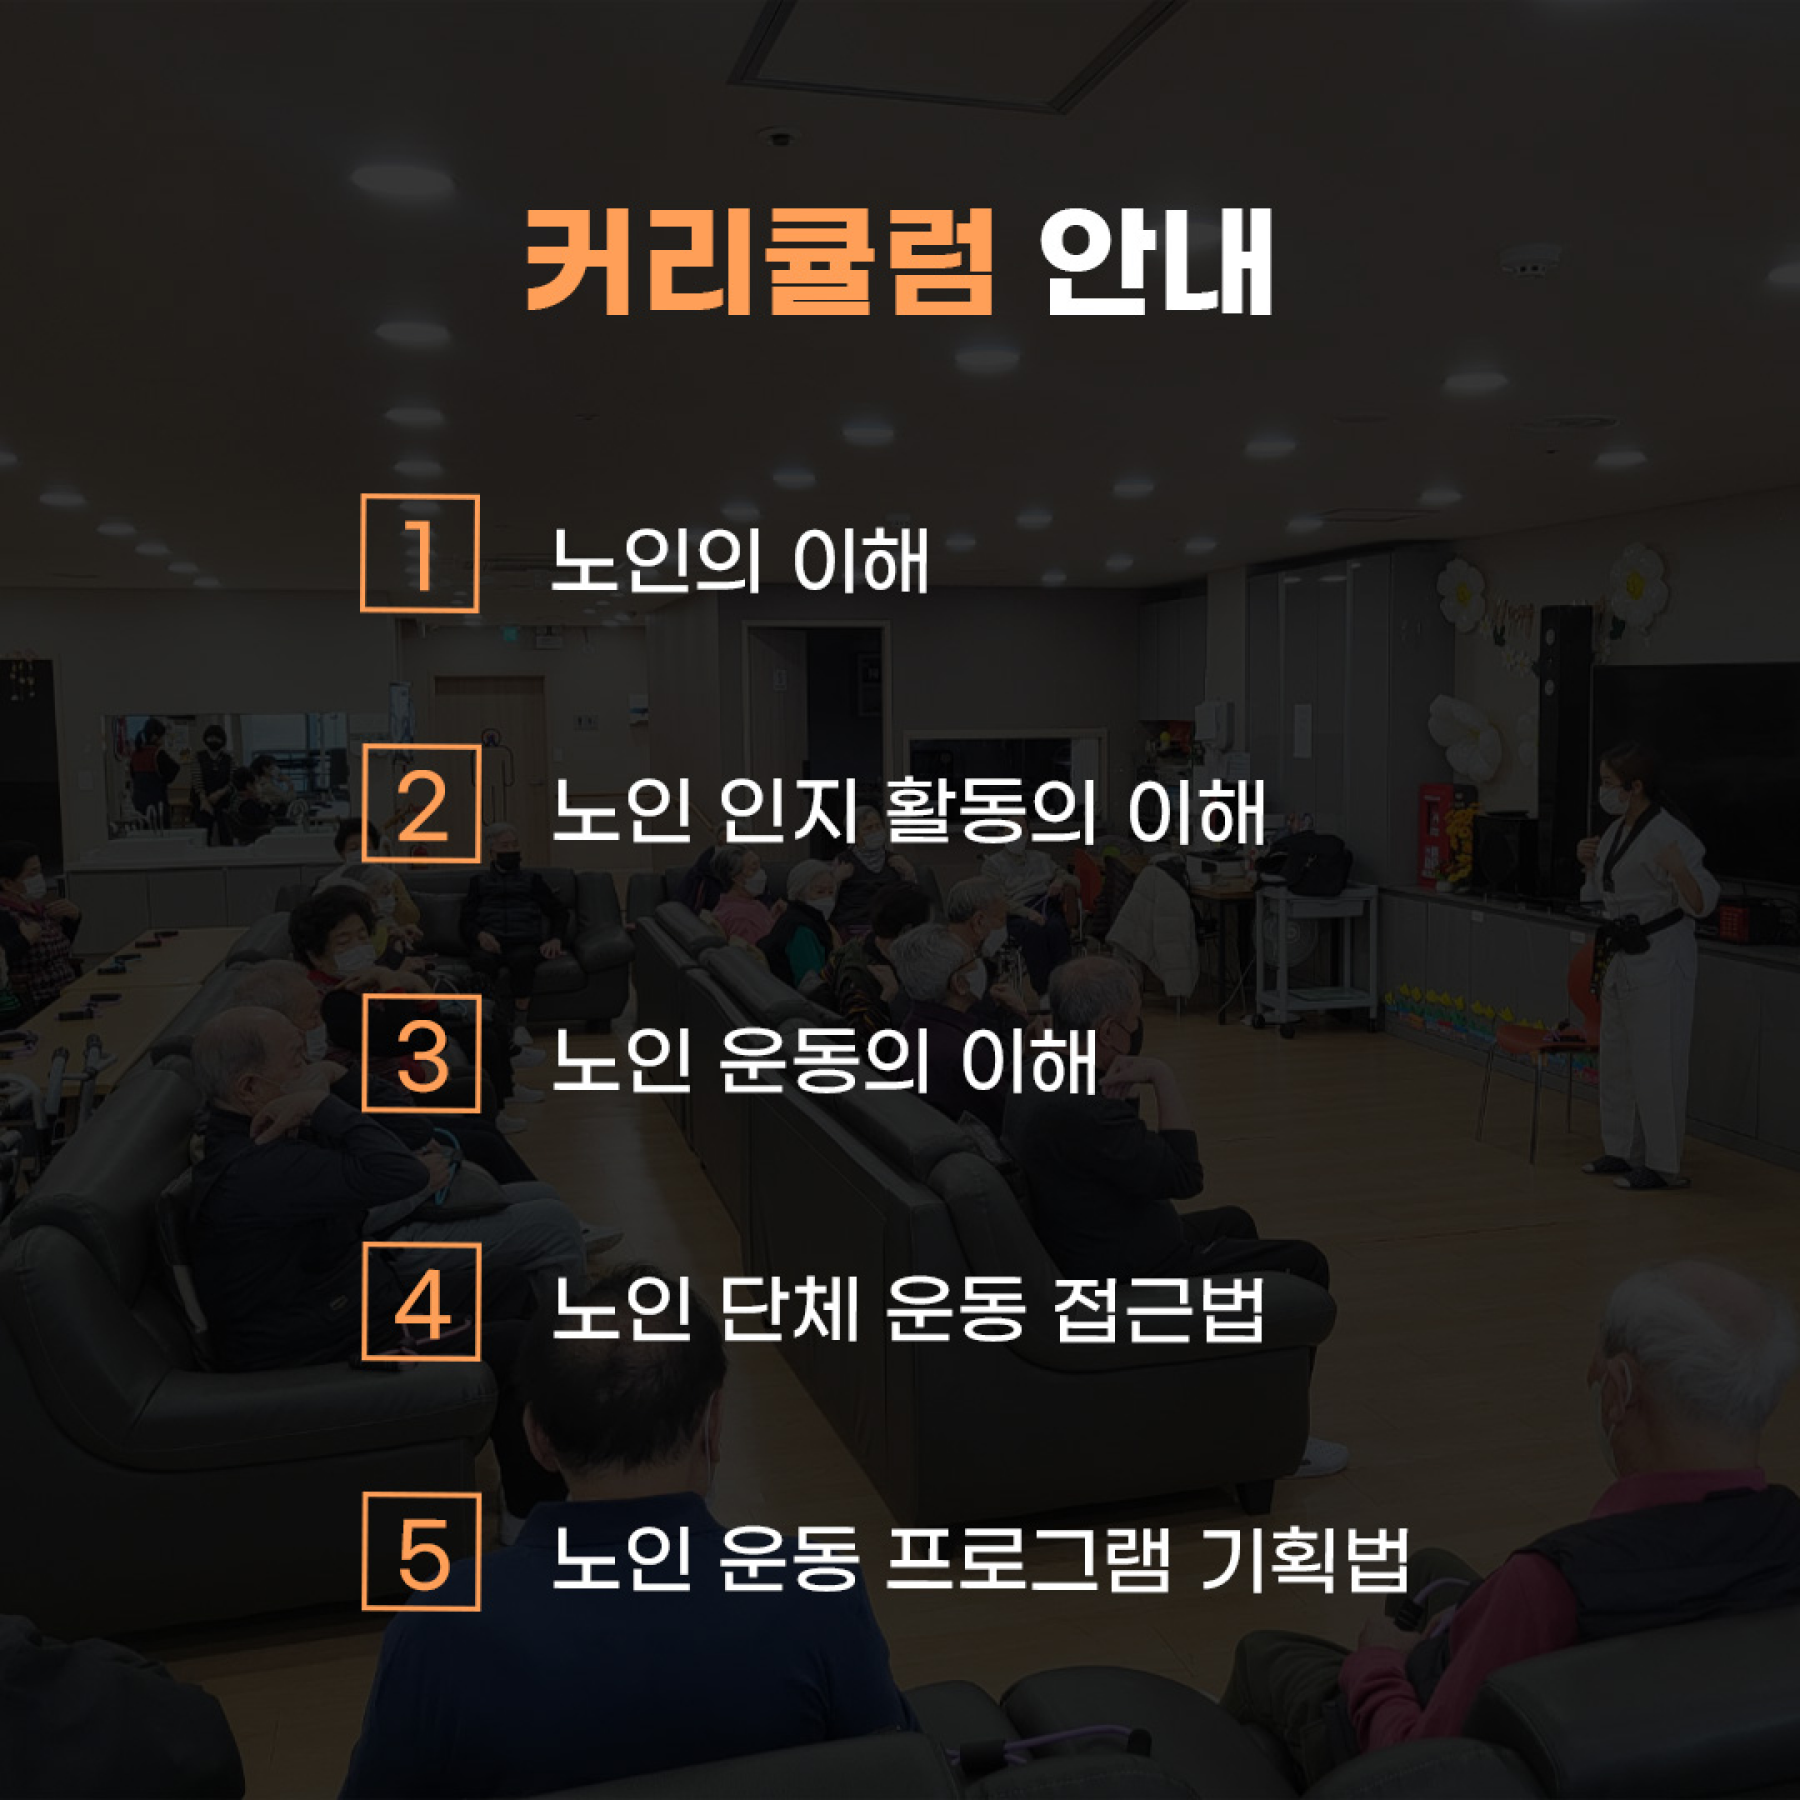 커리큘럼 안내
1 노인의 이해
2 노인 인지 활동의 이해
3 노인 운동의 이해
4 노인 단체 운동 접근법
5 노인 운동 프로그램 기획법